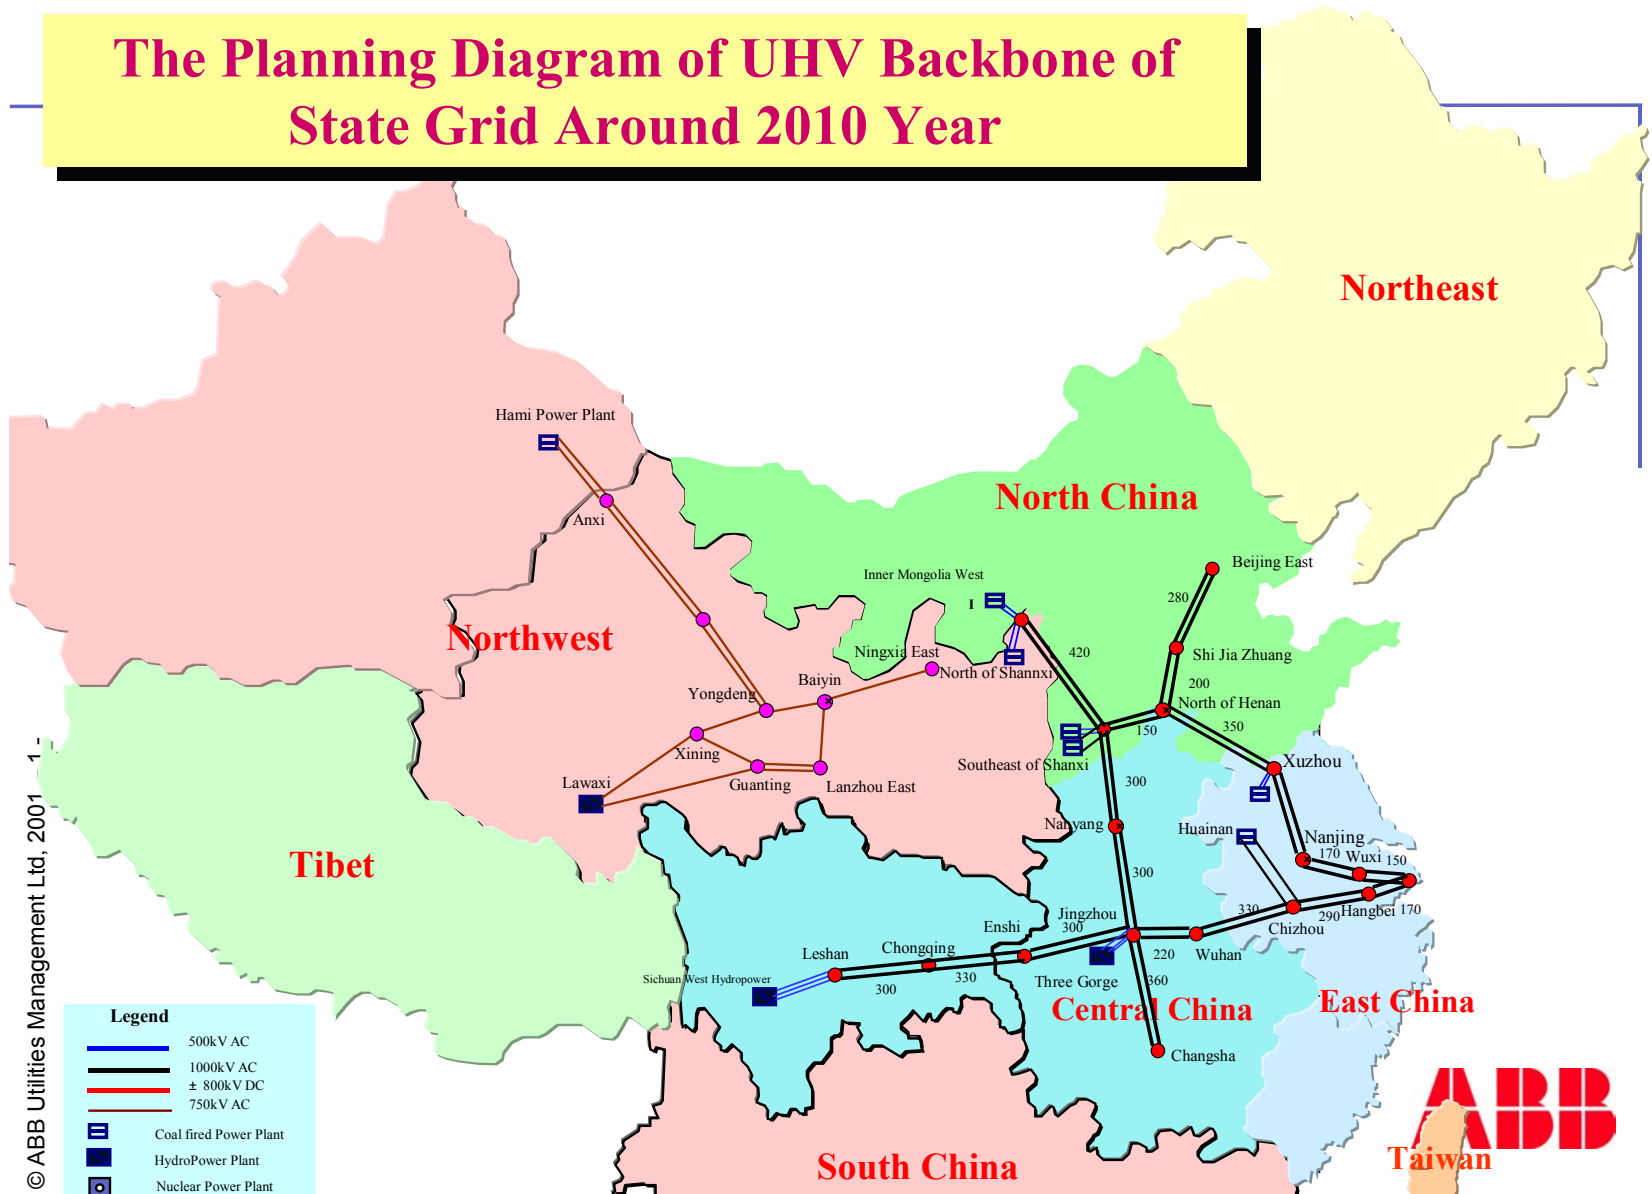 The Planning Diagram of UHV Backbone of
State Grid Around 2010 Year
Northeast
Hami Power Plant
North China
Anxi
Inner Mongolia West
I
Beijing East
280
Northwest
420
Ningxia East
North of Shannxi
Shi Jia Zhuang
Baiyin
200
Yongdeng
North of Henan
350
150
Xining
Southeast of Shanxi
Xuzhou
Lawaxi
Guanting
Lanzhou East
300
Nanyang
Huainan
Nanjing
170
Wuxi
150
Tibet
300
Jingzhou
300
Enshi
330
290
Hangbei
170
Chizhou
Leshan
Chongqing
220
Wuhan
Sichuan West Hydropower
300
330
Three Gorge
360
Central China
East China
Changsha
Legend
500kV AC
1000kV AC
± 800kV DC
750kV AC
Coal fired Power Plant
HydroPower Plant
Nuclear Power Plant
South China
ABB
Taiwan
© ABB Utilities Management Ltd, 2001 1 -